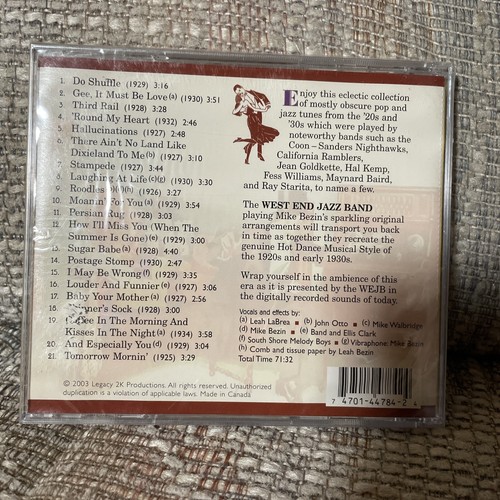 1. Do Shuffle (1929) 3:16
2. Gee, It Must Be Love (a) (1930) 3:51
3. Third Rail (1928) 3:28
4. 'Round My Heart (1932) 2:46
5. Hallucinations (1927) 2:48
6. There Ain't No Land Like
Dixieland To Me (b) (1927) 3:10
7. Stampede (1927) 3:44
8. Laughing At Life (c)(g) (1930) 3:30
9. Roodles (1926) 3:27
10. Moanin' For You (a) (1929) 3:54
11. Persian Rug (1928) 3:03
12. How I'll Miss You (When The
Summer Is Gone) (e) (1929) 3:00
13. Sugar Babe (a) (1928) 4:40
14. Postage Stomp (1930) 2:47
15. I May Be Wrong (f) (1929) 3:35
16. Louder And Funnier (e) (1927) 3:06
17. Baby Your Mother (a) (1927) 2:56
18. Sock (1928) 3:00
19. In The Morning And
Kisses In The Night (a) (1934) 3:58
20. And Especially You (d) (1929) 3:04
21. Tomorrow Mornin' (1925) 3:29
© 2003 Legacy 2K Productions. All rights reserved. Unauthorized
duplication is a violation of applicable laws. Made in Canada
Enjoy this eclectic collection
of mostly obscure pop and
jazz tunes from the '20s and
'30s which were played by
noteworthy bands such as the
Coon – Sanders Nighthawks,
California Ramblers,
Jean Goldkette, Hal Kemp,
Fess Williams, Maynard Baird,
and Ray Starita, to name a few.
The WEST END JAZZ BAND
playing Mike Bezin's sparkling original
arrangements will transport you back
in time as together they recreate the
genuine Hot Dance Musical Style of
the 1920s and early 1930s.
Wrap yourself in the ambience of this
era as it is presented by the WEJB in
the digitally recorded sounds of today.
Vocals and effects by:
(a) Leah LaBrea ■ (b) John Otto ■ (c) Mike Walbridge
(d) Mike Bezin ■ (e) Band and Ellis Clark
(f) South Shore Melody Boys ■ (g) Vibraphone: Mike Bezin
(h) Comb and tissue paper by Leah Bezin
Total Time 71:32
7 4701-44784-2